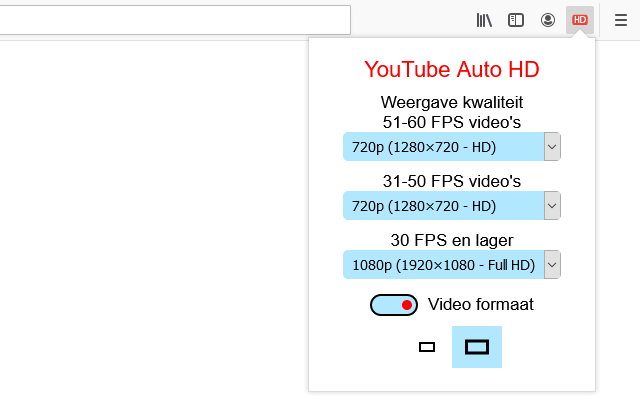 HD
YouTube Auto HD
Weergave kwaliteit
51-60 FPS video's
720p (1280×720 - HD)
31-50 FPS video's
720p (1280×720 - HD)
30 FPS en lager
1080p (1920×1080 - Full HD)
Video formaat